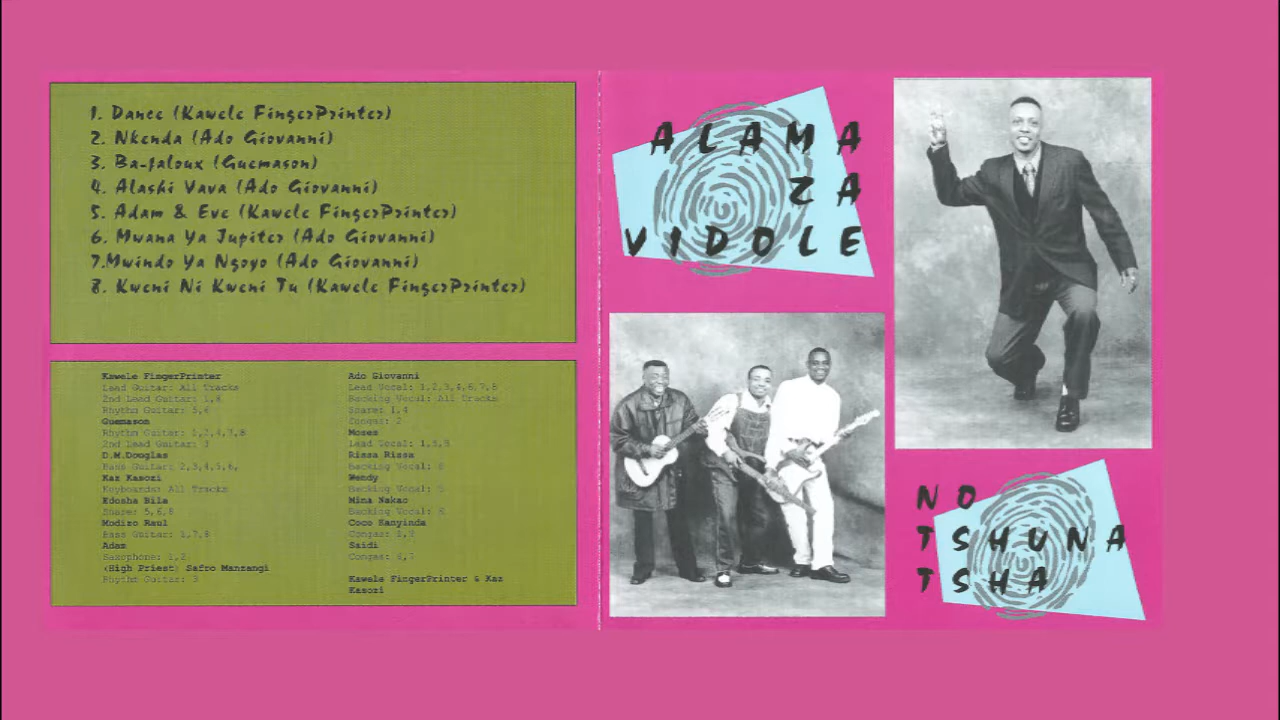 1. Dance (Kawele FingerPrinter)
2. Nkenda (Ado Giovanni)
3. Ba-Jaloux (Guemason)
4. Alashi Vava (Ado Giovanni)
5. Adam & Eve (Kawele FingerPrinter)
6. Mwana Ya Jupiter (Ado Giovanni)
7.Mwindo Ya Ngoyo (Ado Giovanni)
8. Kweni Ni Kweni Tu (Kawele FingerPrinter)
Kawele FingerPrinter
Lead Guitar: All Tracks
2nd Lead Guitar: 1,8
Rhythm Guitar: 5,6
Guemason
Rhythm Guitar: 1,2,4,7,8
2nd Lead Guitar: 3
D.M.Douglas
Bass Guitar: 2,3,4,5,6,
Kaz Kasozi
Keyboards: All Tracks
Edosha Bila
Snare: 5,6,8
Modizo Raul
Bass Guitar: 1,7,8
Adam
Saxophone: 1,2
(High Priest) Safro Manzangi
Rhythm Guitar: 3
Ado Giovanni
Lead Vocal: 1,2,3,4,6,7,8
Backing Vocal: All Tracks
Snare: 1,4
Congas: 2
Moses
Lead Vocal: 1,5,8
Rissa Rissa
Backing Vocal: 8
Wendy
Backing Vocal:
Mina Nakao
Backing Vocal: 8
Coco Kanyinda
Congas:
Saidi
Congas: 6,7
Kawele FingerPrinter & Kaz
Kasozi
ALAMA
ZA
VIDOLE
NO
TSHUNA
TSHA